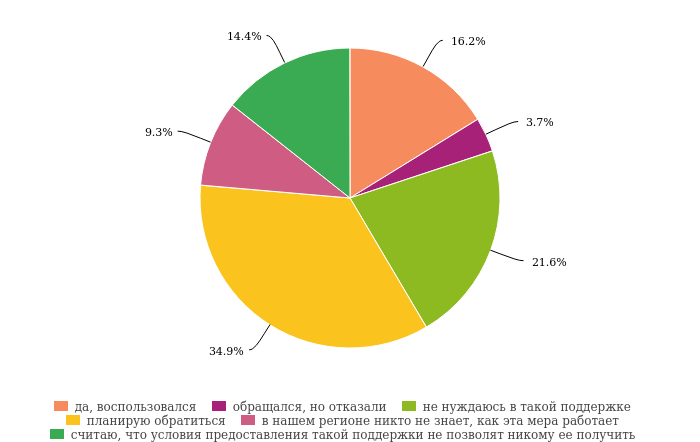 14.4%
16.2%
9.3%
3.7%
21.6%
34.9%
да, воспользовался обращался, но отказали не нуждаюсь в такой поддержке
планирую обратиться в нашем регионе никто не знает, как эта мера работает
считаю, что условия предоставления такой поддержки не позволят никому ее получить